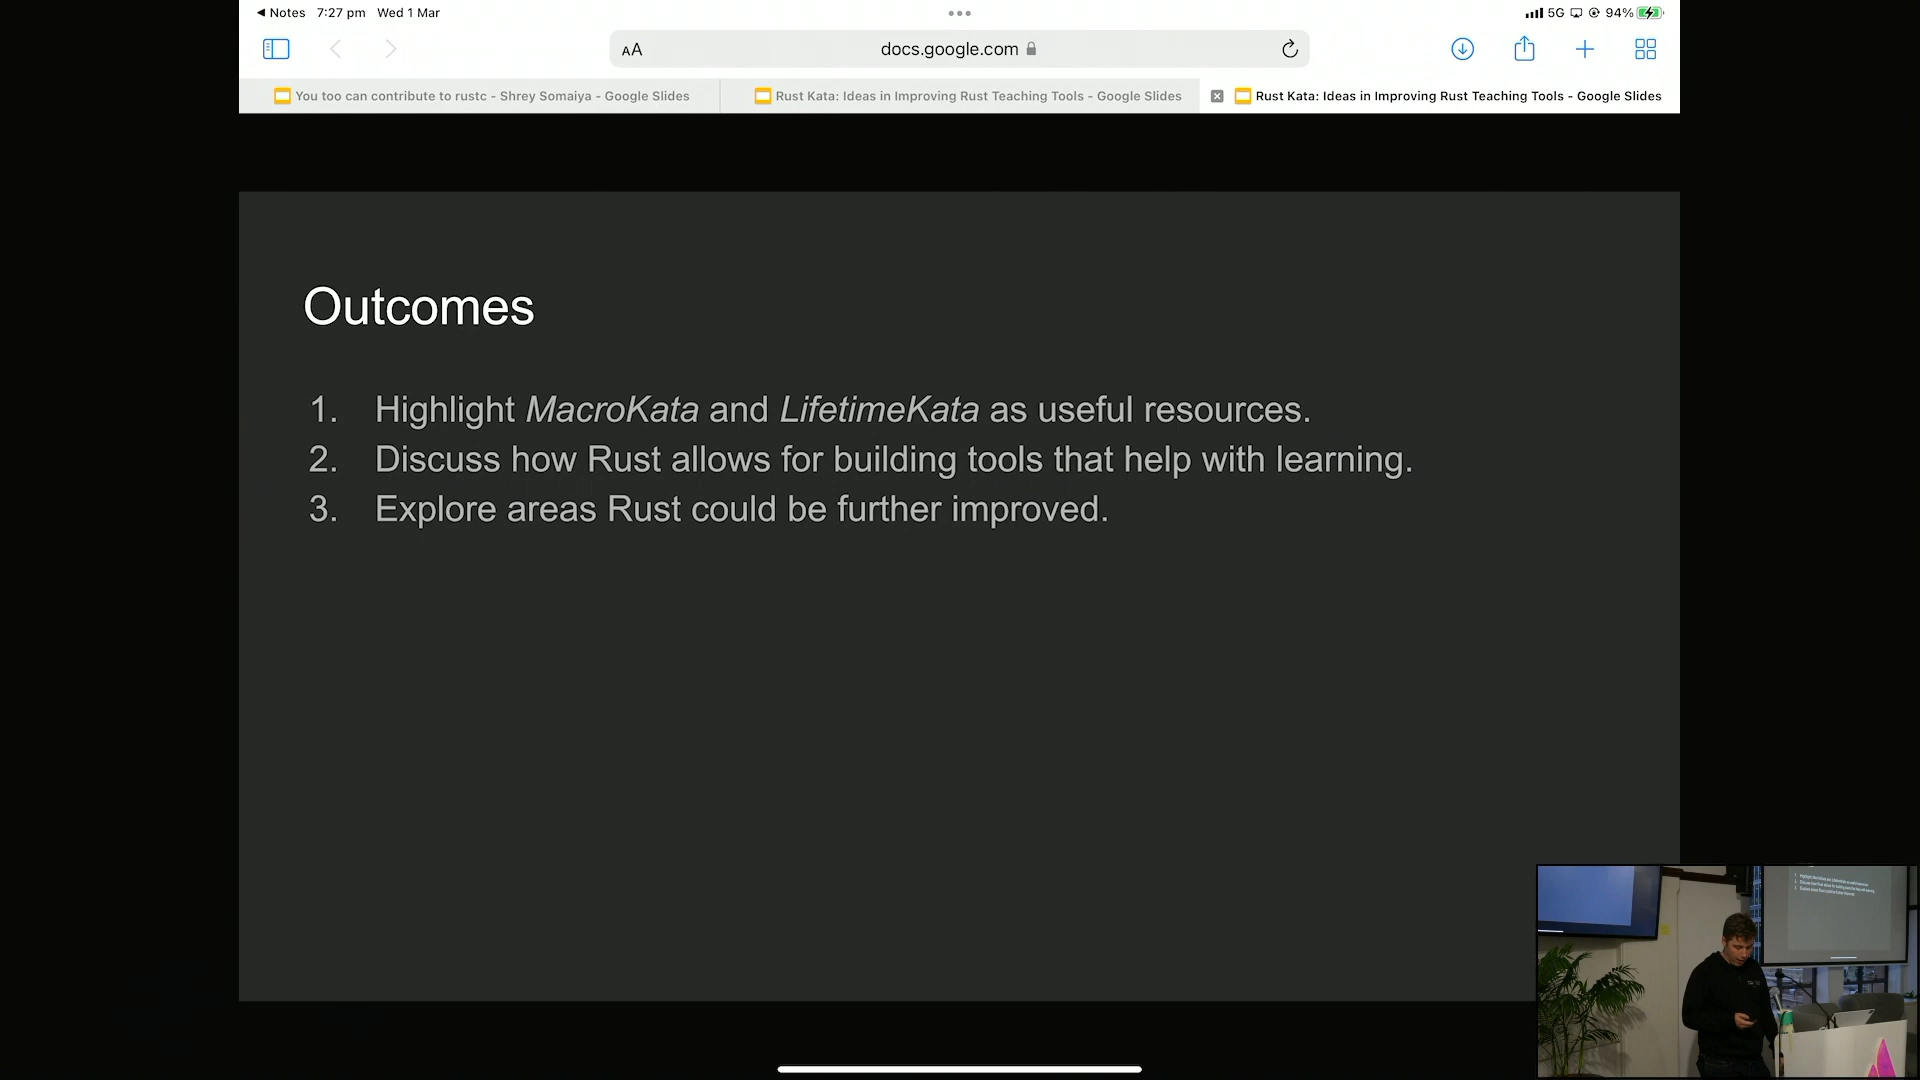 Notes 7:27 pm Wed 1 Mar
5G 94%
AA docs.google.com
You too can contribute to rustc - Shrey Somaiya - Google Slides
Rust Kata: Ideas in Improving Rust Teaching Tools - Google Slides
Rust Kata: Ideas in Improving Rust Teaching Tools - Google Slides
Outcomes
1. Highlight MacroKata and LifetimeKata as useful resources.
2. Discuss how Rust allows for building tools that help with learning.
3. Explore areas Rust could be further improved.